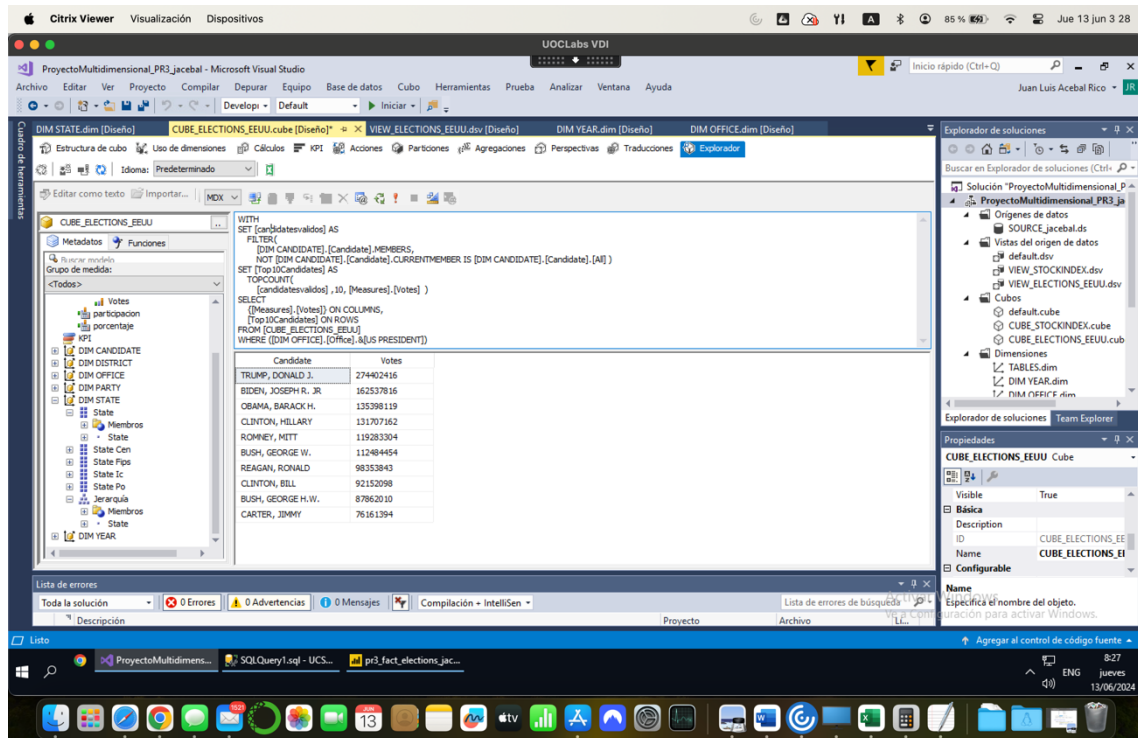 Citrix Viewer Visualización Dispositivos
85 % Jue 13 jun 3 28
UOCLabs VDI
ProyectoMultidimensional_PR3_jacebal - Microsoft Visual Studio
Inicio rápido (Ctrl+Q)
Archivo Editar Ver Proyecto Compilar Depurar Equipo Base de datos Cubo Herramientas Prueba Analizar Ventana Ayuda
Juan Luis Acebal Rico JR
Developi Default Iniciar
Cuadro de herramientas
DIM STATE.dim [Diseño] CUBE_ELECTIONS_EEUU.cube [Diseño]* VIEW_ELECTIONS_EEUU.dsv [Diseño] DIM YEAR.dim [Diseño] DIM OFFICE.dim [Diseño]
Estructura de cubo Uso de dimensiones Cálculos KPI Acciones Particiones Agregaciones Perspectivas Traducciones Explorador
Idioma: Predeterminado
Editar como texto Importar... MDX
CUBE_ELECTIONS_EEUU ..
Metadatos Funciones
Buscar modelo
Grupo de medida:
<Todos>
Votes
participacion
porcentaje
KPI
DIM CANDIDATE
DIM DISTRICT
DIM OFFICE
DIM PARTY
DIM STATE
State
Miembros
State
State Cen
State Fips
State Ic
State Po
Jerarquía
Miembros
State
DIM YEAR
WITH
SET [candidatesvalidos] AS
FILTER(
[DIM CANDIDATE].[Candidate].MEMBERS,
NOT [DIM CANDIDATE].[Candidate].CURRENTMEMBER IS [DIM CANDIDATE].[Candidate].[All] )
SET [Top10Candidates] AS
TOPCOUNT(
[candidatesvalidos] ,10, [Measures].[Votes] )
SELECT
{[Measures].[Votes]} ON COLUMNS,
[Top10Candidates] ON ROWS
FROM [CUBE_ELECTIONS_EEUU]
WHERE ([DIM OFFICE].[Office].&[US PRESIDENT])
Candidate Votes
TRUMP, DONALD J. 274402416
BIDEN, JOSEPH R. JR 162537816
OBAMA, BARACK H. 135398119
CLINTON, HILLARY 131707162
ROMNEY, MITT 119283304
BUSH, GEORGE W. 112484454
REAGAN, RONALD 98353843
CLINTON, BILL 92152098
BUSH, GEORGE H.W. 87862010
CARTER, JIMMY 76161394
Explorador de soluciones
Buscar en Explorador de soluciones (Ctrl+
Solución "ProyectoMultidimensional_P
ProyectoMultidimensional_PR3_ja
Orígenes de datos
SOURCE_jacebal.ds
Vistas del origen de datos
default.dsv
VIEW_STOCKINDEX.dsv
VIEW_ELECTIONS_EEUU.dsv
Cubos
default.cube
CUBE_STOCKINDEX.cube
CUBE_ELECTIONS_EEUU.cub
Dimensiones
TABLES.dim
DIM YEAR.dim
DIM OFFICE.dim
Explorador de soluciones Team Explorer
Propiedades
CUBE_ELECTIONS_EEUU Cube
Visible True
Básica
Description
ID CUBE_ELECTIONS_EE
Name CUBE_ELECTIONS_EI
Configurable
Name
Especifica el nombre del objeto.
Activar Windows
Ve a Configuración para activar Windows.
Lista de errores
Toda la solución 0 Errores 0 Advertencias 0 Mensajes Compilación + IntelliSen
Lista de errores de búsqueda
Descripción Proyecto Archivo Lí...
Listo
Agregar al control de código fuente
ProyectoMultidimens... SQLQuery1.sql - UCS... pr3_fact_elections_jac...
ENG
8:27
jueves
13/06/2024
1521
JUN
13
tv